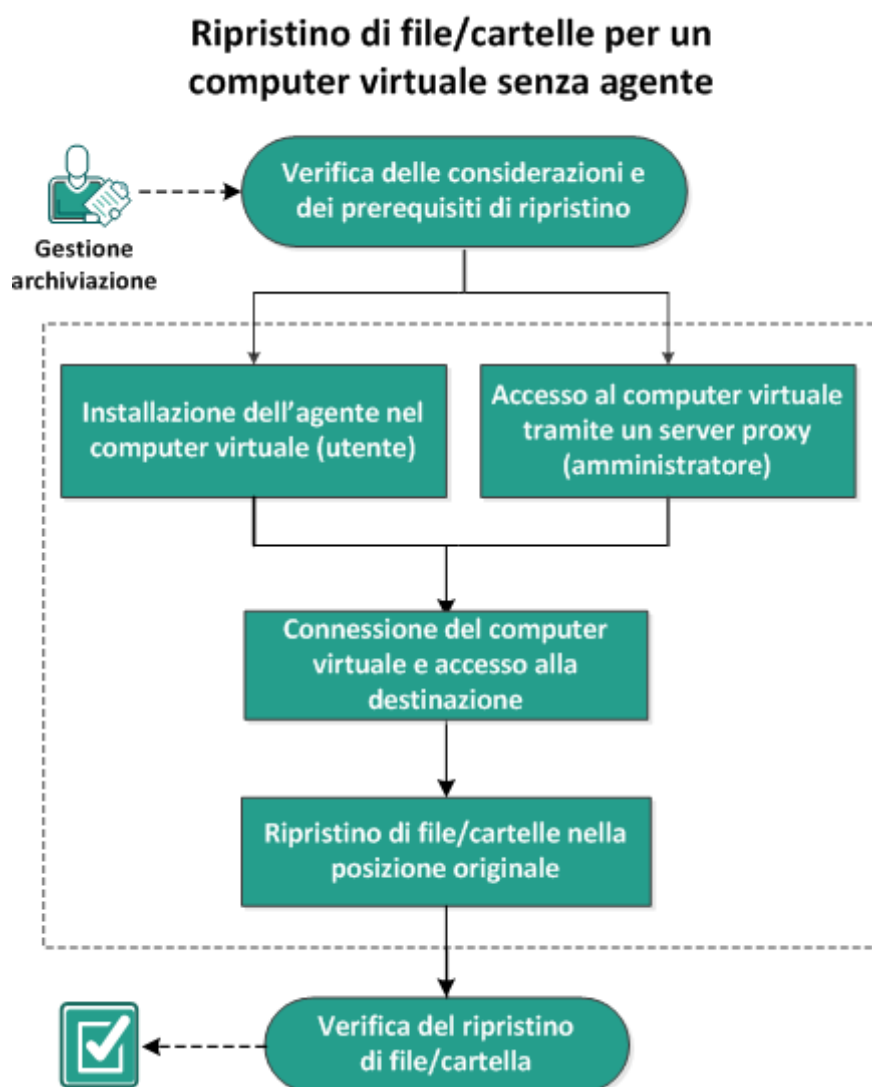 Ripristino di file/cartelle per un
computer virtuale senza agente
Verifica delle considerazioni e
dei prerequisiti di ripristino
Gestione
archiviazione
Installazione dell'agente nel
computer virtuale (utente)
Accesso al computer virtuale
tramite un server proxy
(amministratore)
Connessione del computer
virtuale e accesso alla
destinazione
Ripristino di file/cartelle nella
posizione originale
Verifica del ripristino
di file/cartella